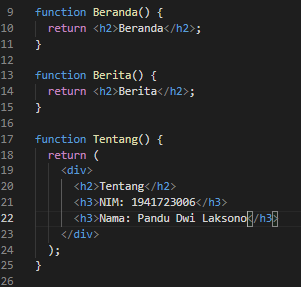 9 function Beranda() {
10 return <h2>Beranda</h2>;
11 }
12
13 function Berita() {
14 return <h2>Berita</h2>;
15 }
16
17 function Tentang() {
18 return (
19 <div>
20 <h2>Tentang</h2>
21 <h3>NIM: 1941723006</h3>
22 <h3>Nama: Pandu Dwi Laksono</h3>
23 </div>
24 );
25 }
26